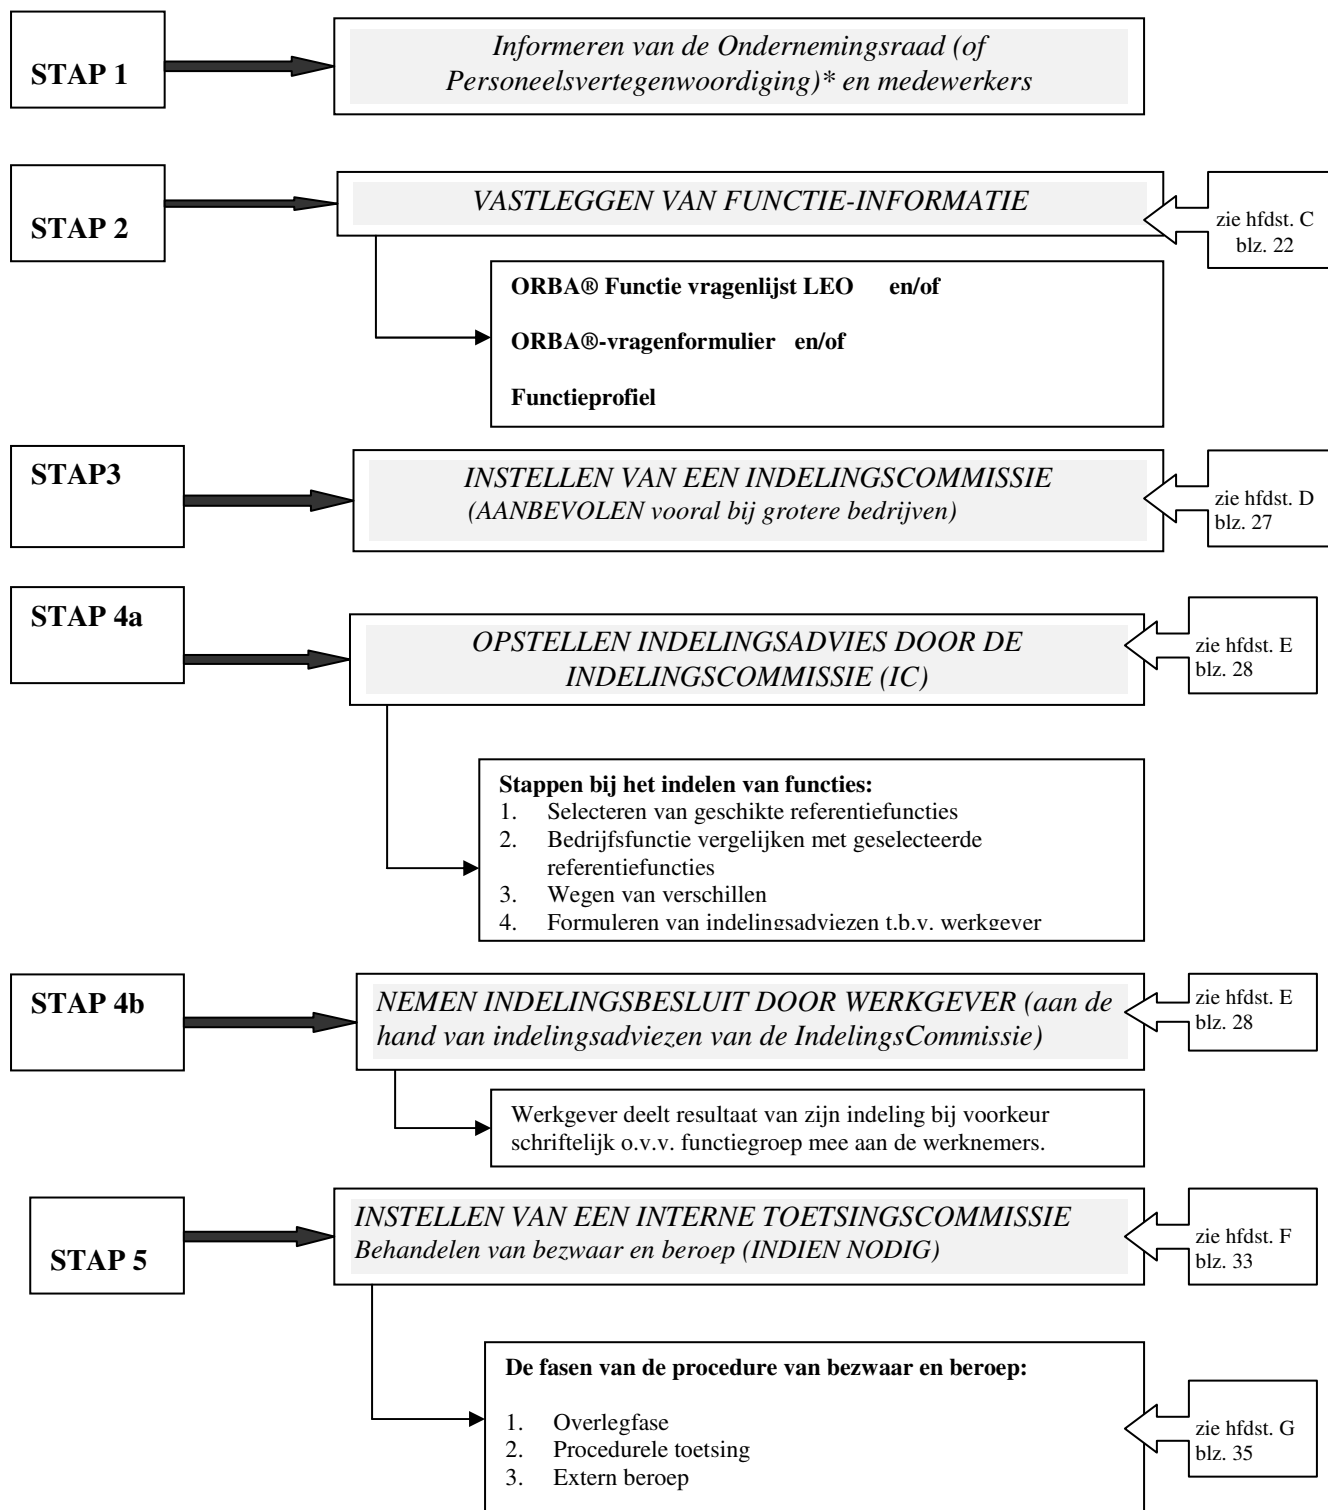 STAP 1
Informeren van de Ondernemingsraad (of
Personeelsvertegenwoordiging)* en medewerkers
STAP 2
VASTLEGGEN VAN FUNCTIE-INFORMATIE
zie hfdst. C
blz. 22
ORBA® Functie vragenlijst LEO en/of
ORBA®-vragenformulier en/of
Functieprofiel
STAP3
INSTELLEN VAN EEN INDELINGSCOMMISSIE
(AANBEVOLEN vooral bij grotere bedrijven)
zie hfdst. D
blz. 27
STAP 4a
OPSTELLEN INDELINGSADVIES DOOR DE
INDELINGSCOMMISSIE (IC)
zie hfdst. E
blz. 28
Stappen bij het indelen van functies:
1. Selecteren van geschikte referentiefuncties
2. Bedrijfsfunctie vergelijken met geselecteerde
referentiefuncties
3. Wegen van verschillen
4. Formuleren van indelingsadviezen t.b.v. werkgever
STAP 4b
NEMEN INDELINGSBESLUIT DOOR WERKGEVER (aan de
hand van indelingsadviezen van de IndelingsCommissie)
zie hfdst. E
blz. 28
Werkgever deelt resultaat van zijn indeling bij voorkeur
schriftelijk o.v.v. functiegroep mee aan de werknemers.
STAP 5
INSTELLEN VAN EEN INTERNE TOETSINGSCOMMISSIE
Behandelen van bezwaar en beroep (INDIEN NODIG)
zie hfdst. F
blz. 33
De fasen van de procedure van bezwaar en beroep:
1. Overlegfase
2. Procedurele toetsing
3. Extern beroep
zie hfdst. G
blz. 35